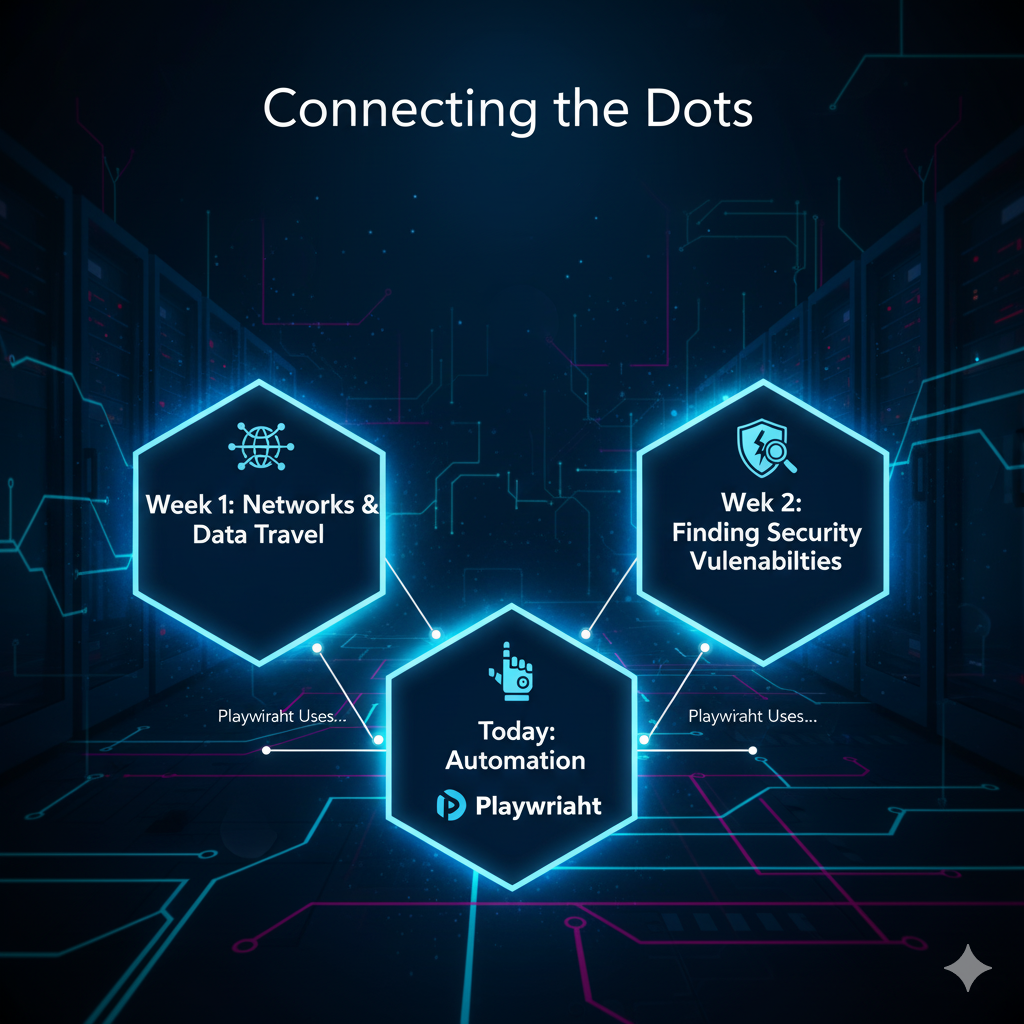 Connecting the Dots
Week 1: Networks &
Data Travel
Wek 2:
Finding Security
Vulenabilties
Playwiraht Uses...
Playwiraht Uses...
Today:
Automation
Playwriaht